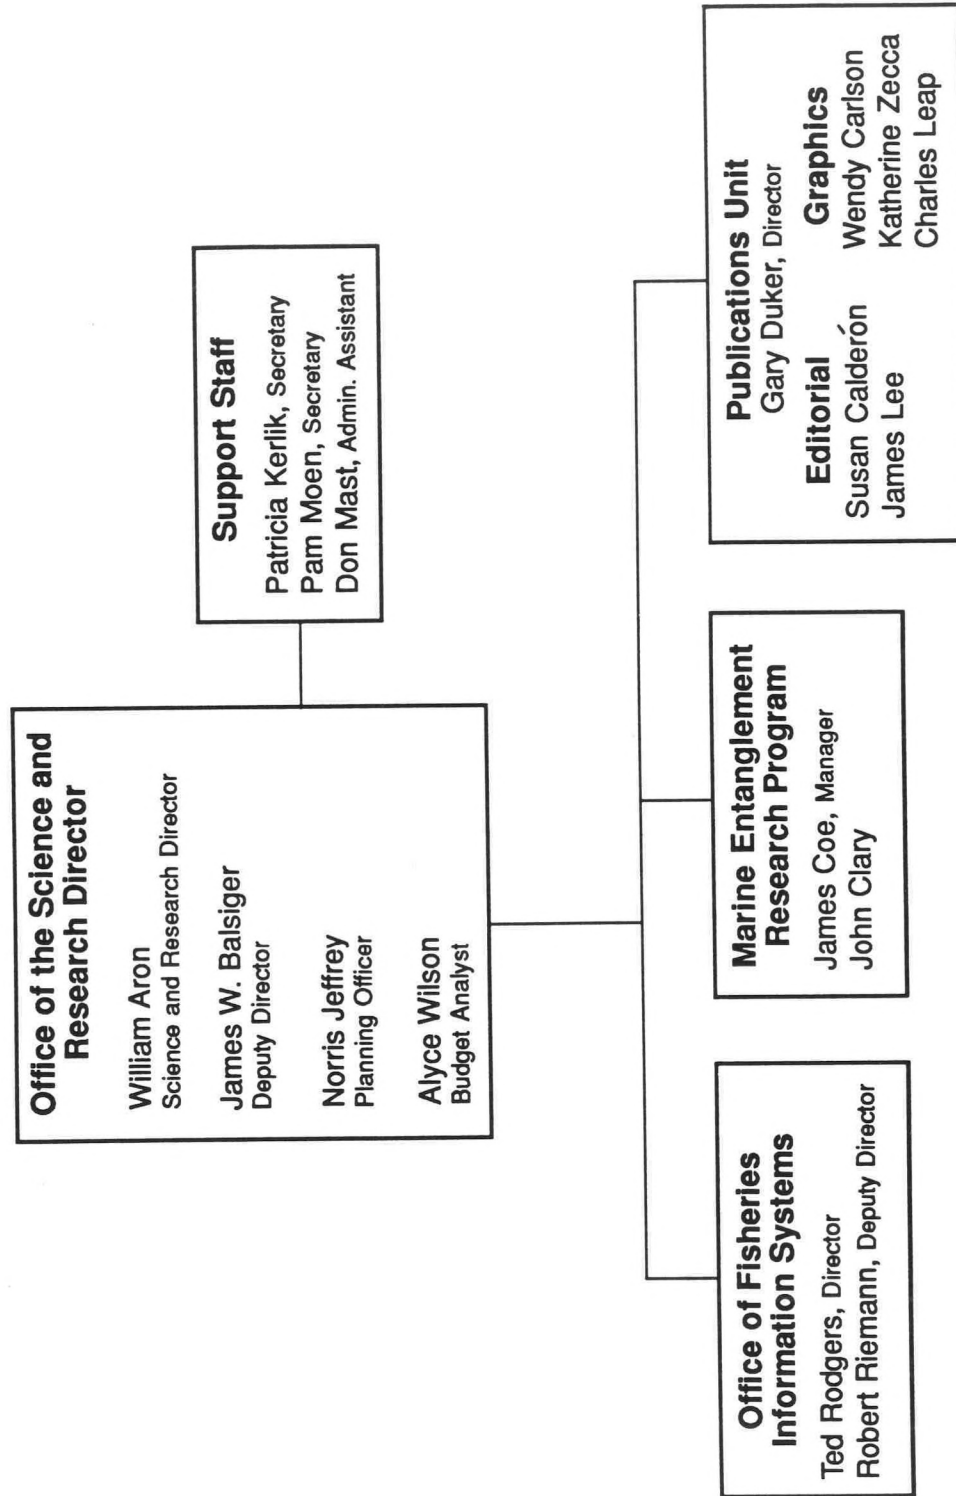 Office of the Science and
Research Director
William Aron
Science and Research Director
James W. Balsiger
Deputy Director
Norris Jeffrey
Planning Officer
Alyce Wilson
Budget Analyst
Support Staff
Patricia Kerlik, Secretary
Pam Moen, Secretary
Don Mast, Admin. Assistant
Office of Fisheries
Information Systems
Ted Rodgers, Director
Robert Riemann, Deputy Director
Marine Entanglement
Research Program
James Coe, Manager
John Clary
Publications Unit
Gary Duker, Director
Editorial
Susan Calderón
James Lee
Graphics
Wendy Carlson
Katherine Zecca
Charles Leap